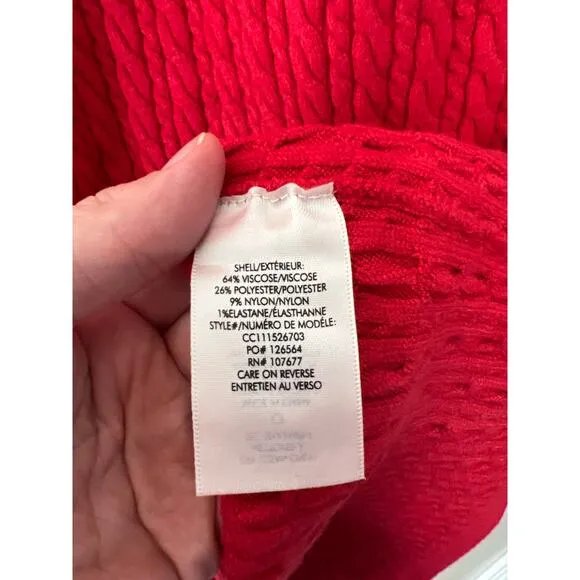 SHELL/EXTÉRIEUR:
64% VISCOSE/VISCOSE
26% POLYESTER/POLYESTER
9% NYLON/NYLON
1%ELASTANE/ÉLASTHANNE
STYLE#/NUMÉRO DE MODÈLE:
CC111526703
PO# 126564
RN# 107677
CARE ON REVERSE
ENTRETIEN AU VERSO